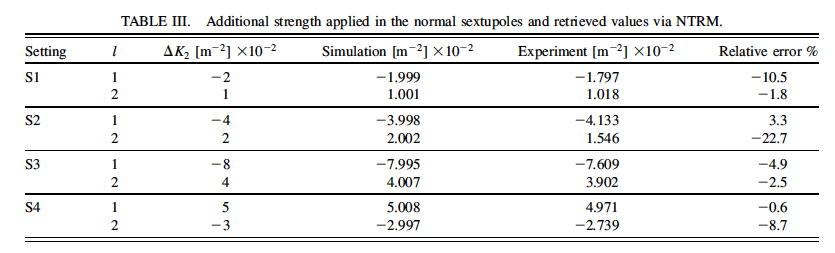 TABLE III. Additional strength applied in the normal sextupoles and retrieved values via NTRM.
Setting l ΔK₂ [m⁻²] ×10⁻² Simulation [m⁻²] ×10⁻² Experiment [m⁻²] ×10⁻² Relative error %
S1 1 −2 −1.999 −1.797 −10.5
2 1 1.001 1.018 −1.8
S2 1 −4 −3.998 −4.133 3.3
2 2 2.002 1.546 −22.7
S3 1 −8 −7.995 −7.609 −4.9
2 4 4.007 3.902 −2.5
S4 1 5 5.008 4.971 −0.6
2 −3 −2.997 −2.739 −8.7